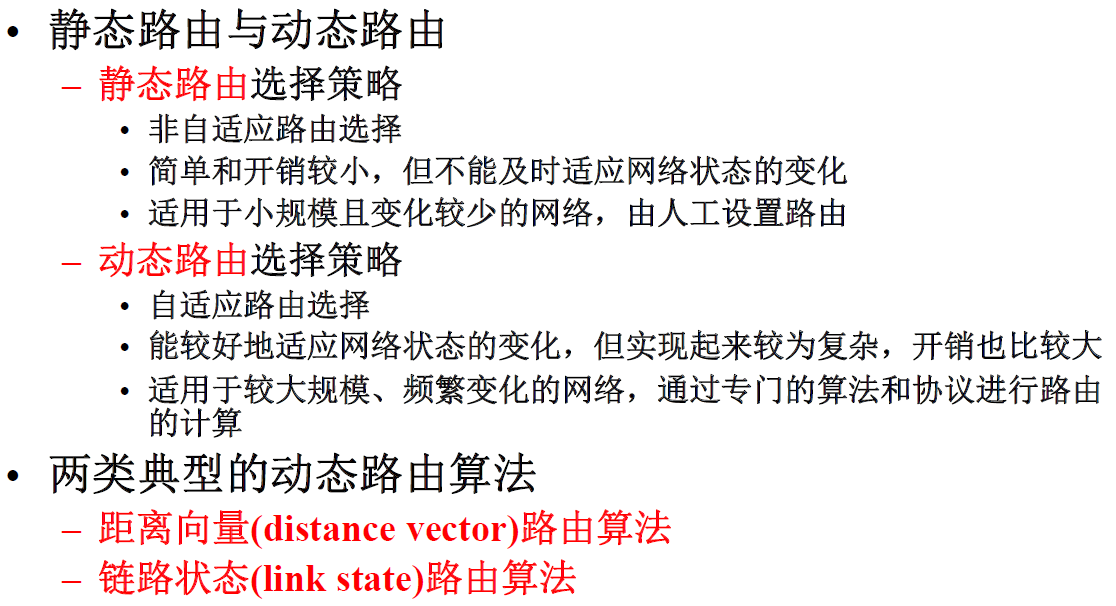 • 静态路由与动态路由
– 静态路由选择策略
• 非自适应路由选择
• 简单和开销较小，但不能及时适应网络状态的变化
• 适用于小规模且变化较少的网络，由人工设置路由
– 动态路由选择策略
• 自适应路由选择
• 能较好地适应网络状态的变化，但实现起来较为复杂，开销也比较大
• 适用于较大规模、频繁变化的网络，通过专门的算法和协议进行路由
的计算
• 两类典型的动态路由算法
– 距离向量(distance vector)路由算法
– 链路状态(link state)路由算法